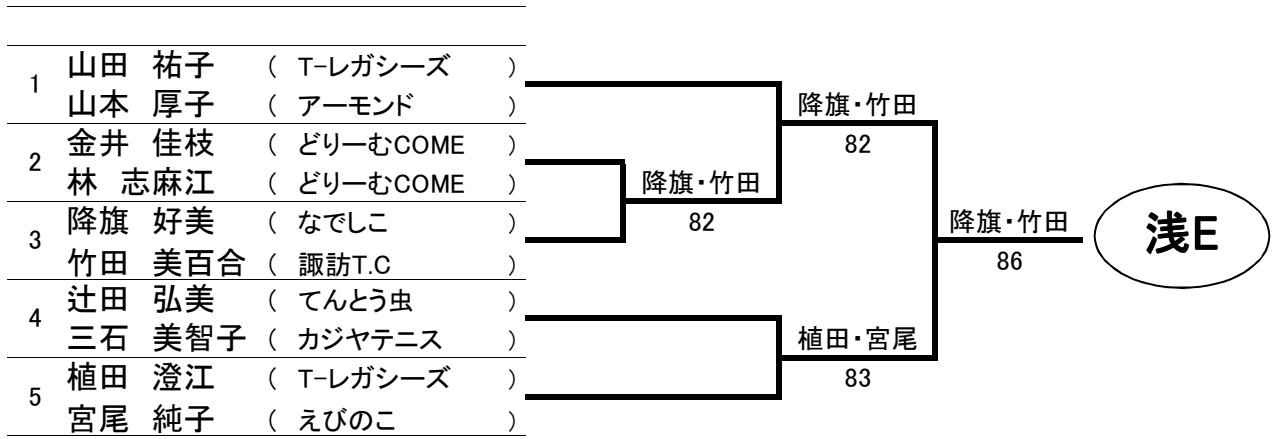 1
山田　祐子　( T-レガシーズ )
山本　厚子　( アーモンド )
2
金井　佳枝　( どりーむCOME )
林　志麻江　( どりーむCOME )
3
降旗　好美　( なでしこ )
竹田　美百合　( 諏訪T.C )
4
辻田　弘美　( てんとう虫 )
三石　美智子　( カジヤテニス )
5
植田　澄江　( T-レガシーズ )
宮尾　純子　( えびのこ )
降旗・竹田
82
降旗・竹田
82
植田・宮尾
83
降旗・竹田
86
浅E